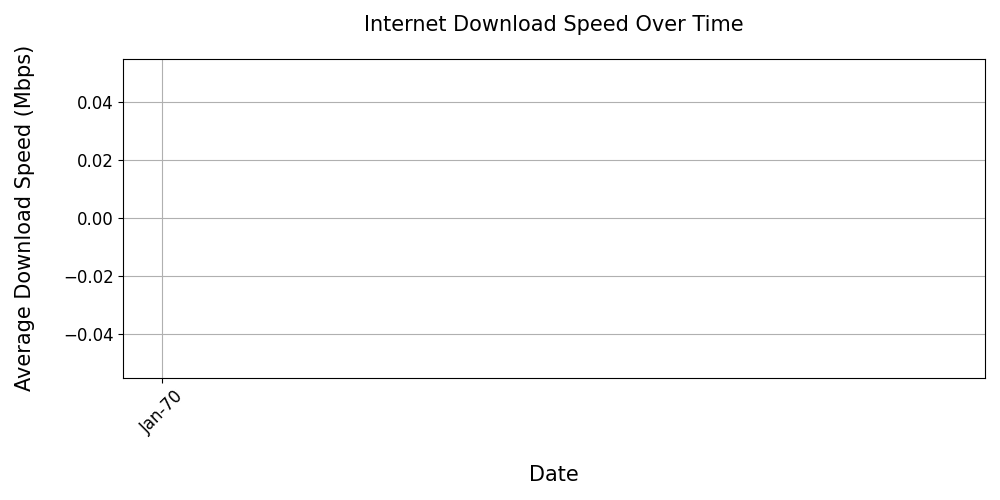 Internet Download Speed Over Time
Average Download Speed (Mbps)
0.04
0.02
0.00
−0.02
−0.04
Jan-70
Date